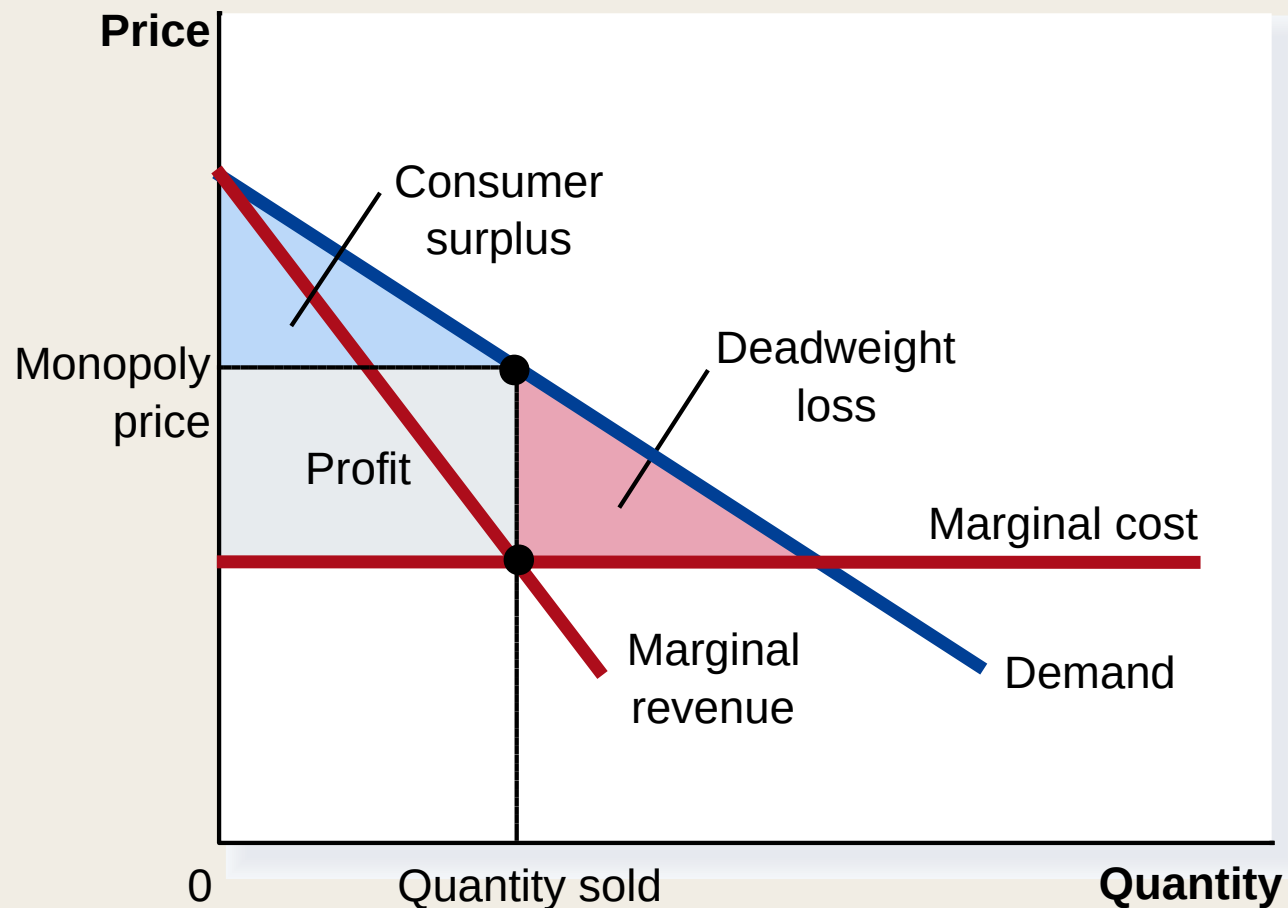 Price
Consumer
surplus
Deadweight
loss
Monopoly
price
Profit
Marginal cost
Marginal
revenue
Demand
0
Quantity sold
Quantity